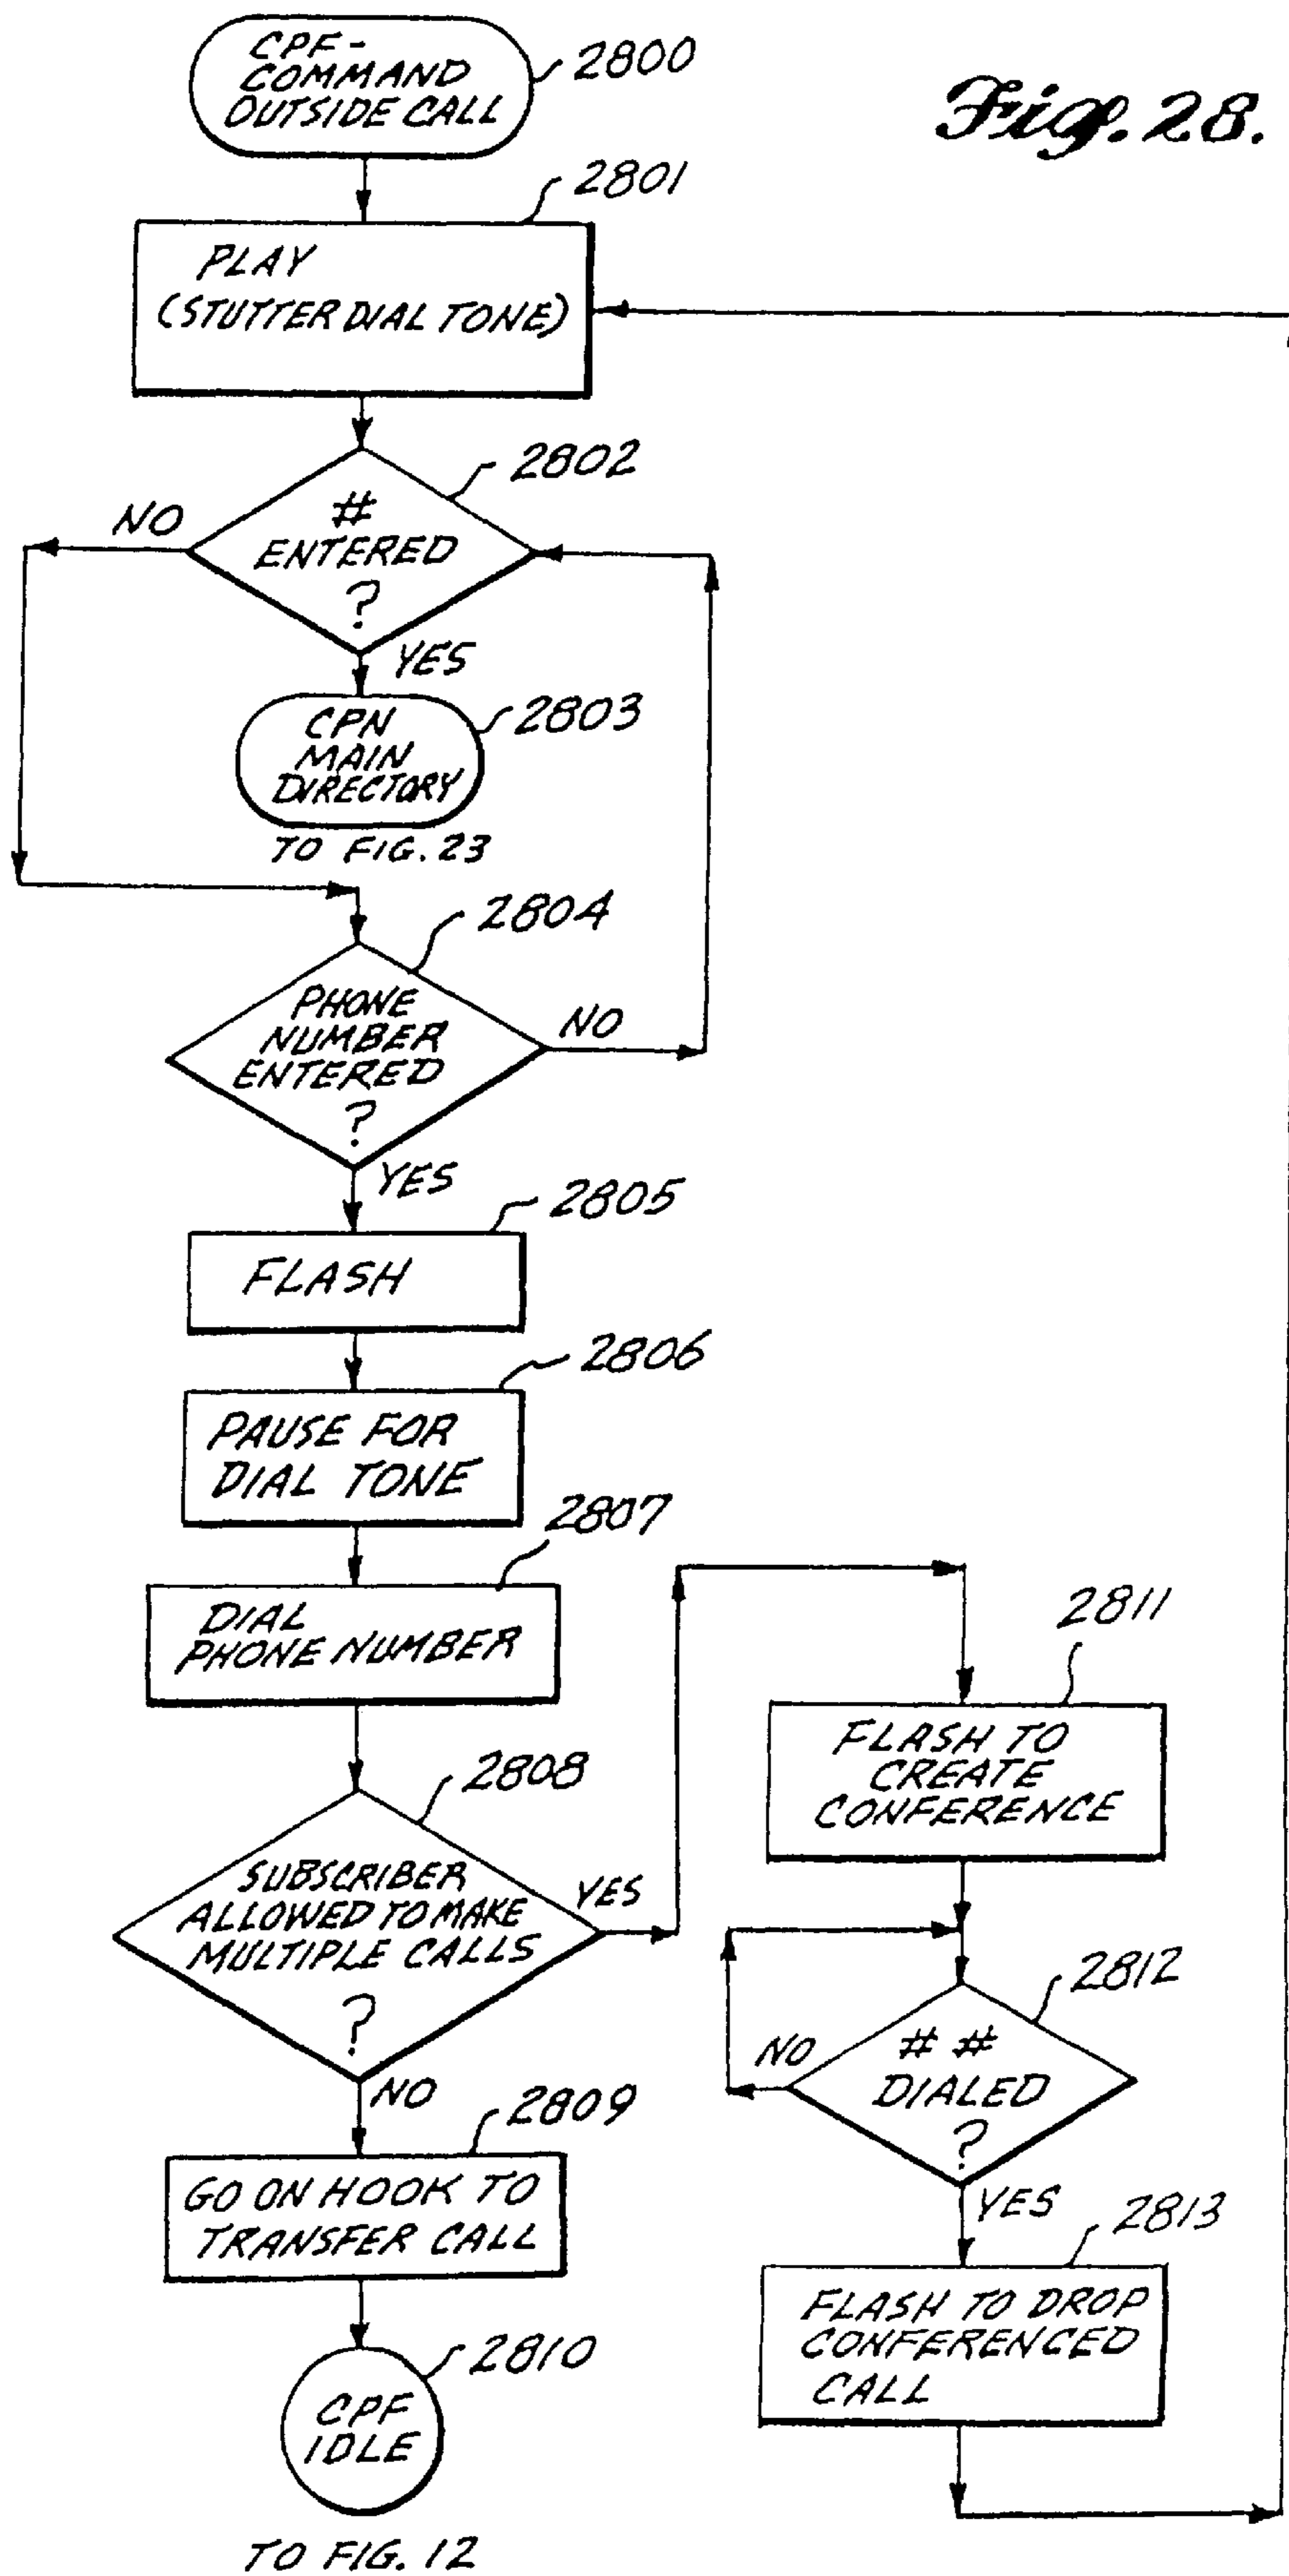 CPF-
COMMAND
OUTSIDE CALL
2800
Fig. 28.
2801
PLAY
(STUTTER DIAL TONE)
2802
#
ENTERED
?
NO
YES
2803
CPN
MAIN
DIRECTORY
TO FIG. 23
2804
PHONE
NUMBER
ENTERED
?
NO
YES
2805
FLASH
2806
PAUSE FOR
DIAL TONE
2807
DIAL
PHONE NUMBER
2808
SUBSCRIBER
ALLOWED TO MAKE
MULTIPLE CALLS
?
YES
NO
2809
GO ON HOOK TO
TRANSFER CALL
2810
CPF
IDLE
TO FIG. 12
2811
FLASH TO
CREATE
CONFERENCE
2812
# #
DIALED
?
NO
YES
2813
FLASH TO DROP
CONFERENCED
CALL